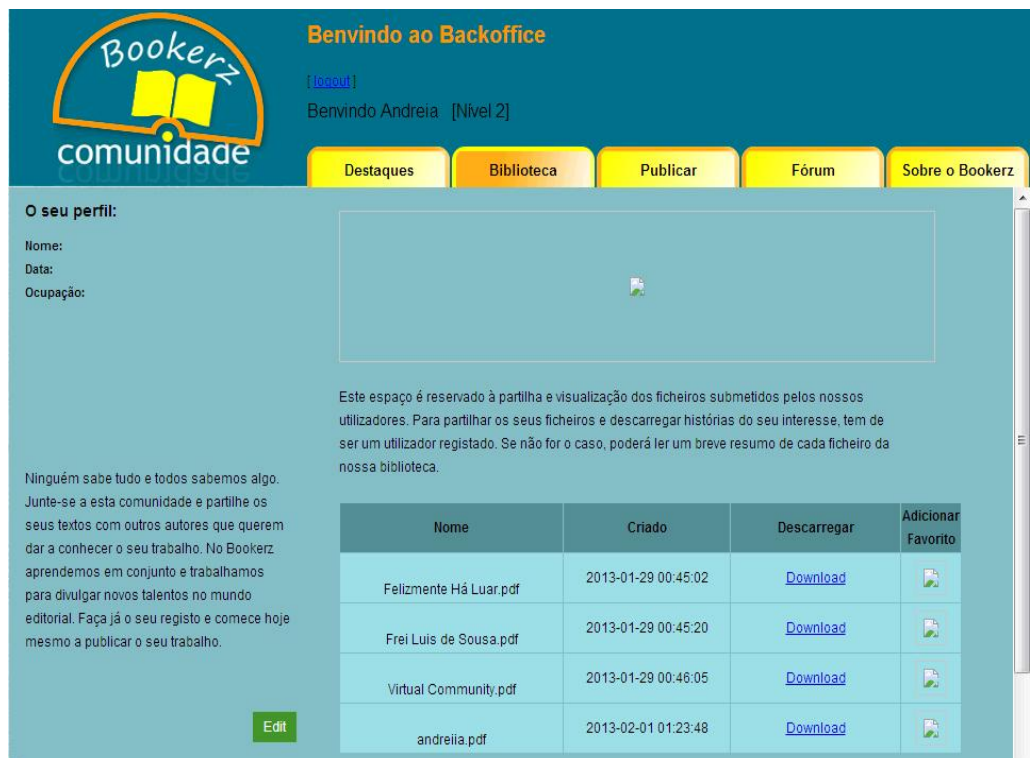 Bookerz
comunidade
Benvindo ao Backoffice
[ logout ]
Benvindo Andreia [Nível 2]
Destaques
Biblioteca
Publicar
Fórum
Sobre o Bookerz
O seu perfil:
Nome:
Data:
Ocupação:
Ninguém sabe tudo e todos sabemos algo.
Junte-se a esta comunidade e partilhe os
seus textos com outros autores que querem
dar a conhecer o seu trabalho. No Bookerz
aprendemos em conjunto e trabalhamos
para divulgar novos talentos no mundo
editorial. Faça já o seu registo e comece hoje
mesmo a publicar o seu trabalho.
Edit
Este espaço é reservado à partilha e visualização dos ficheiros submetidos pelos nossos
utilizadores. Para partilhar os seus ficheiros e descarregar histórias do seu interesse, tem de
ser um utilizador registado. Se não for o caso, poderá ler um breve resumo de cada ficheiro da
nossa biblioteca.
Nome Criado Descarregar Adicionar
Favorito
Felizmente Há Luar.pdf 2013-01-29 00:45:02 Download
Frei Luis de Sousa.pdf 2013-01-29 00:45:20 Download
Virtual Community.pdf 2013-01-29 00:46:05 Download
andreiia.pdf 2013-02-01 01:23:48 Download